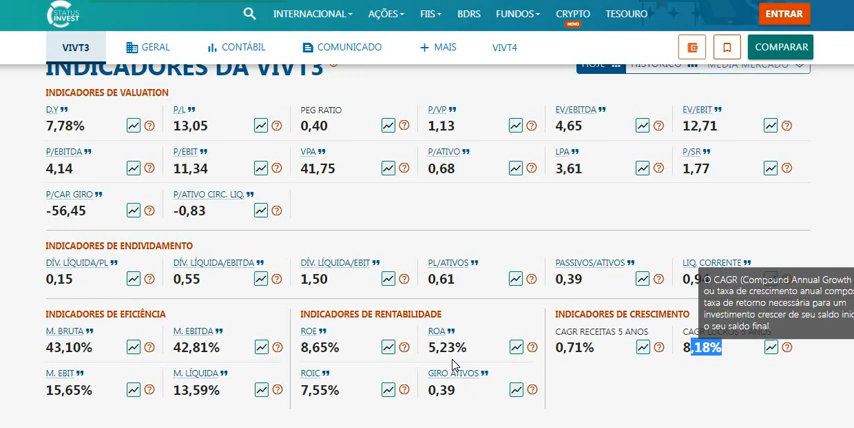 STATUS
INVEST
INTERNACIONAL AÇÕES FIIS BDRS FUNDOS CRYPTO TESOURO ENTRAR
NOVO
VIVT3 GERAL CONTÁBIL COMUNICADO + MAIS VIVT4 COMPARAR
INDICADORES DA VIVT3 HOJE HISTÓRICO MÉDIA MERCADO
INDICADORES DE VALUATION
D.Y P/L PEG RATIO P/VP EV/EBITDA EV/EBIT
7,78% 13,05 0,40 1,13 4,65 12,71
P/EBITDA P/EBIT VPA P/ATIVO LPA P/SR
4,14 11,34 41,75 0,68 3,61 1,77
P/CAP. GIRO P/ATIVO CIRC. LIQ.
-56,45 -0,83
INDICADORES DE ENDIVIDAMENTO
DÍV. LÍQUIDA/PL DÍV. LÍQUIDA/EBITDA DÍV. LÍQUIDA/EBIT PL/ATIVOS PASSIVOS/ATIVOS LIQ. CORRENTE
0,15 0,55 1,50 0,61 0,39
O CAGR (Compound Annual Growth
ou taxa de crescimento anual compos
taxa de retorno necessária para um
investimento crescer de seu saldo inic
o seu saldo final.
INDICADORES DE EFICIÊNCIA INDICADORES DE RENTABILIDADE INDICADORES DE CRESCIMENTO
M. BRUTA M. EBITDA ROE ROA CAGR RECEITAS 5 ANOS
43,10% 42,81% 8,65% 5,23% 0,71% 8,18%
M. EBIT M. LÍQUIDA ROIC GIRO ATIVOS
15,65% 13,59% 7,55% 0,39